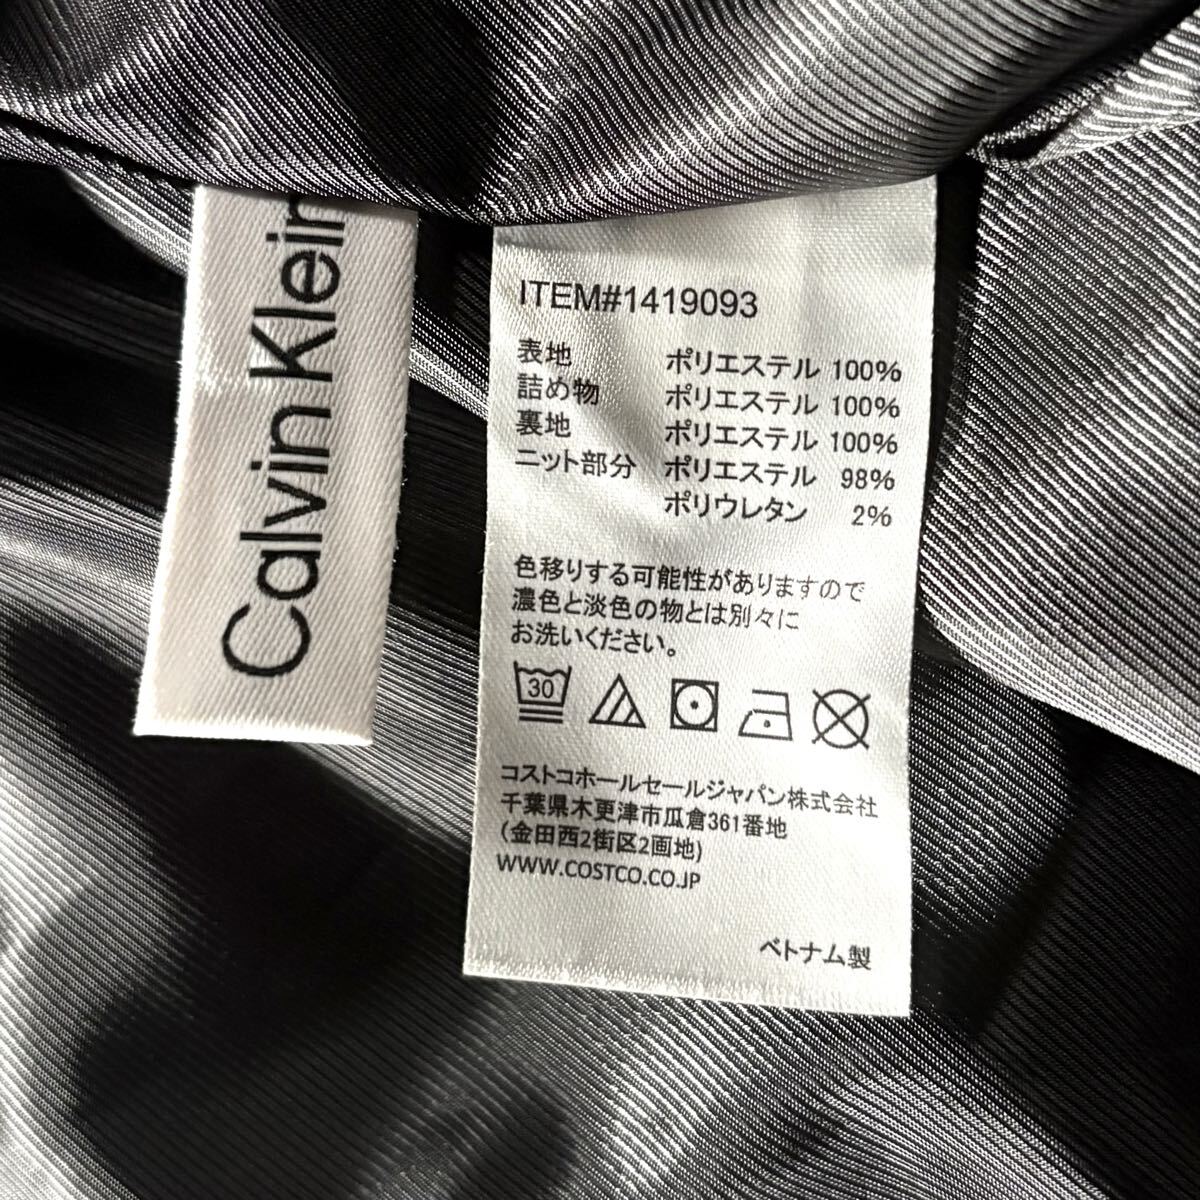 Calvin Klein
ITEM#1419093
表地 ポリエステル 100%
詰め物 ポリエステル 100%
裏地 ポリエステル 100%
ニット部分 ポリエステル 98%
ポリウレタン 2%
色移りする可能性がありますので
濃色と淡色の物とは別々に
お洗いください。
30
コストコホールセールジャパン株式会社
千葉県木更津市瓜倉361番地
(金田西2街区2画地)
WWW.COSTCO.CO.JP
ベトナム製